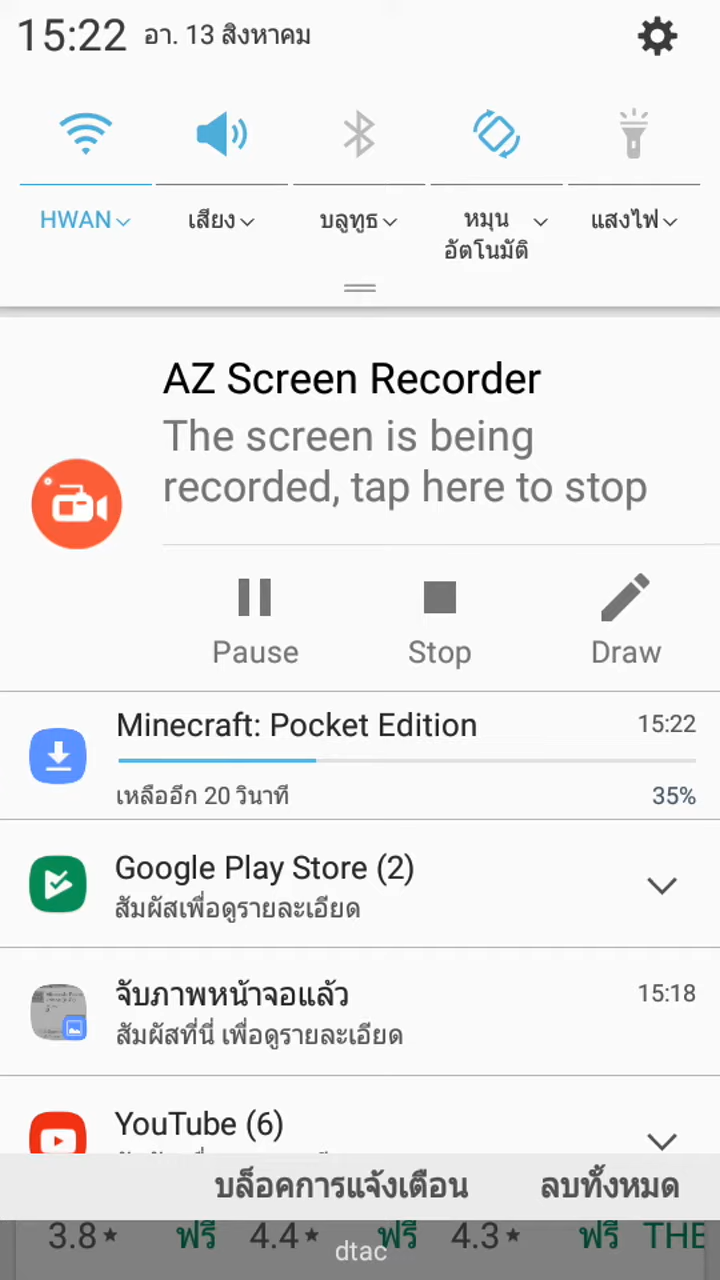 15:22 อา. 13 สิงหาคม
HWAN เสียง บลูทูธ หมุน แสงไฟ
อัตโนมัติ
AZ Screen Recorder
The screen is being
recorded, tap here to stop
Pause Stop Draw
Minecraft: Pocket Edition 15:22
เหลืออีก 20 วินาที 35%
Google Play Store (2)
สัมผัสเพื่อดูรายละเอียด
จับภาพหน้าจอแล้ว 15:18
สัมผัสที่นี่ เพื่อดูรายละเอียด
YouTube (6)
บล็อคการแจ้งเตือน ลบทั้งหมด
3.8★ ฟรี 4.4★ ฟรี 4.3★ ฟรี THB
dtac